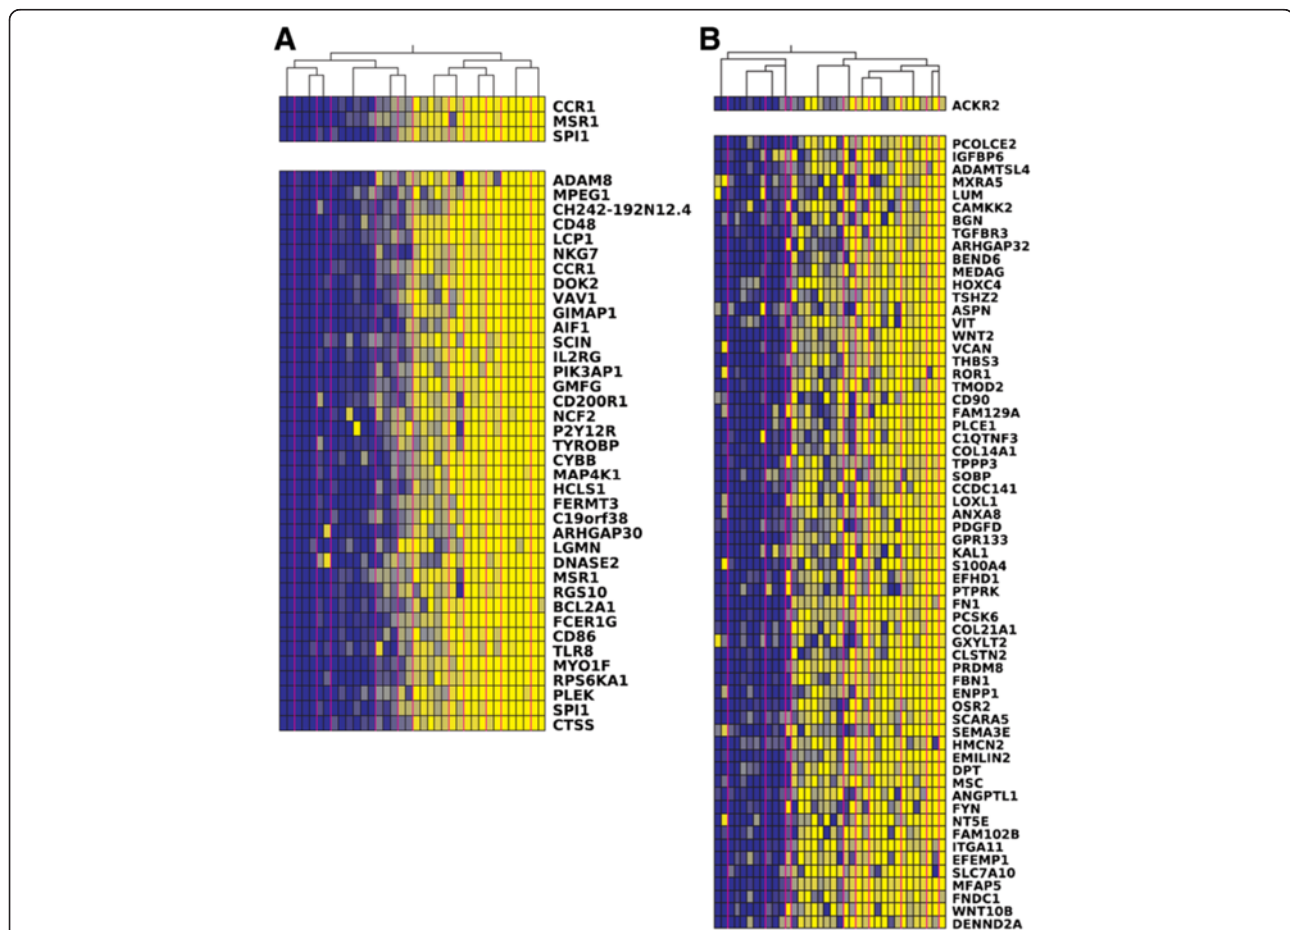 A
CCR1
MSR1
SPI1
ADAM8
MPEG1
CH242-192N12.4
CD48
LCP1
NKG7
CCR1
DOK2
VAV1
GIMAP1
AIF1
SCIN
IL2RG
PIK3AP1
GMFG
CD200R1
NCF2
P2Y12R
TYROBP
CYBB
MAP4K1
HCLS1
FERMT3
C19orf38
ARHGAP30
LGMN
DNASE2
MSR1
RGS10
BCL2A1
FCER1G
CD86
TLR8
MYO1F
RPS6KA1
PLEK
SPI1
CTSS
B
ACKR2
PCOLCE2
IGFBP6
ADAMTSL4
MXRA5
LUM
CAMKK2
BGN
TGFBR3
ARHGAP32
BEND6
MEDAG
HOXC4
TSHZ2
ASPN
VIT
WNT2
VCAN
THBS3
ROR1
TMOD2
CD90
FAM129A
PLCE1
C1QTNF3
COL14A1
TPPP3
SOBP
CCDC141
LOXL1
ANXA8
PDGFD
GPR133
KAL1
S100A4
EFHD1
PTPRK
FN1
PCSK6
COL21A1
GXYLT2
CLSTN2
PRDM8
FBN1
ENPP1
OSR2
SCARA5
SEMA3E
HMCN2
EMILIN2
DPT
MSC
ANGPTL1
FYN
NT5E
FAM102B
ITGA11
EFEMP1
SLC7A10
MFAP5
FNDC1
WNT10B
DENND2A